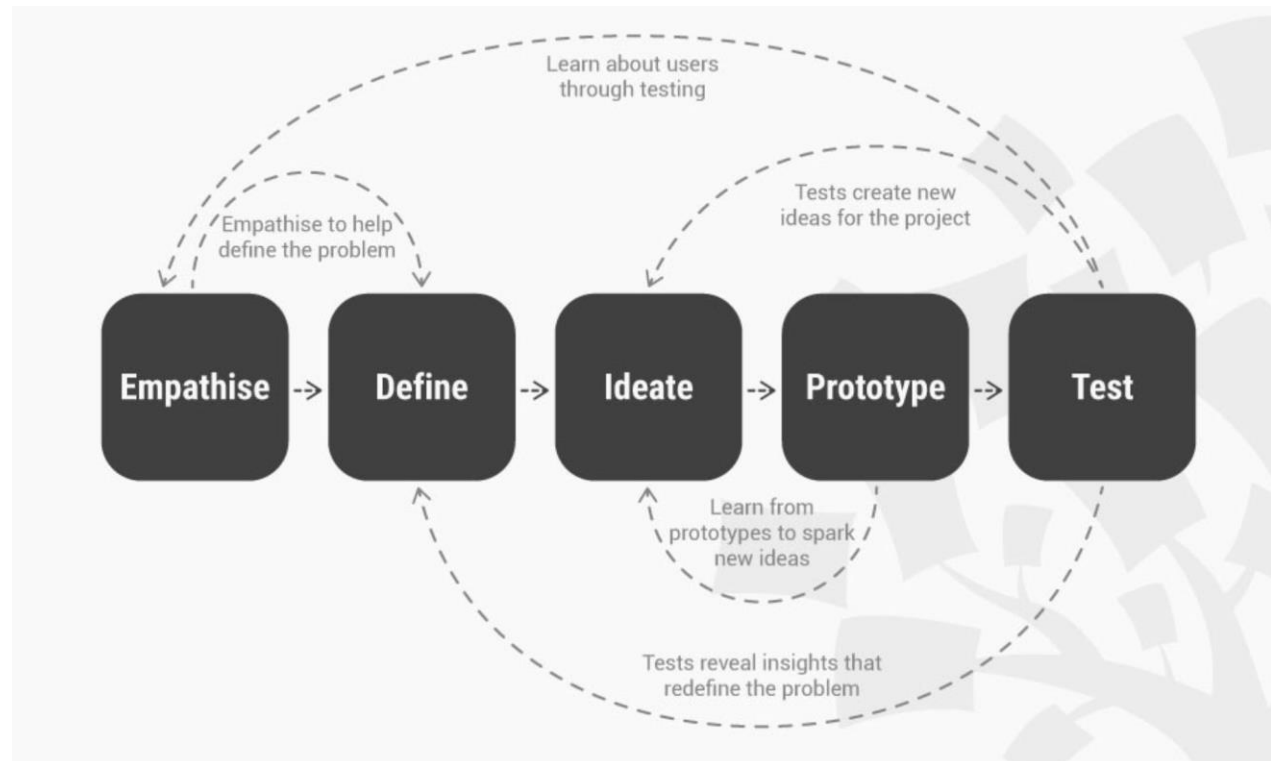 Learn about users
through testing
Tests create new
ideas for the project
Empathise to help
define the problem
Empathise
Define
Ideate
Prototype
Test
Learn from
prototypes to spark
new ideas
Tests reveal insights that
redefine the problem